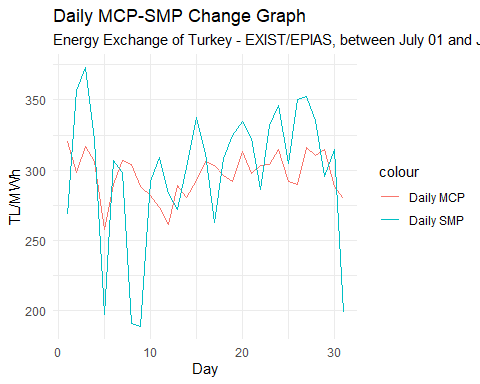 Daily MCP-SMP Change Graph
Energy Exchange of Turkey - EXIST/EPIAS, between July 01 and J
350
300
250
200
TL/MWh
0 10 20 30
Day
colour
Daily MCP
Daily SMP